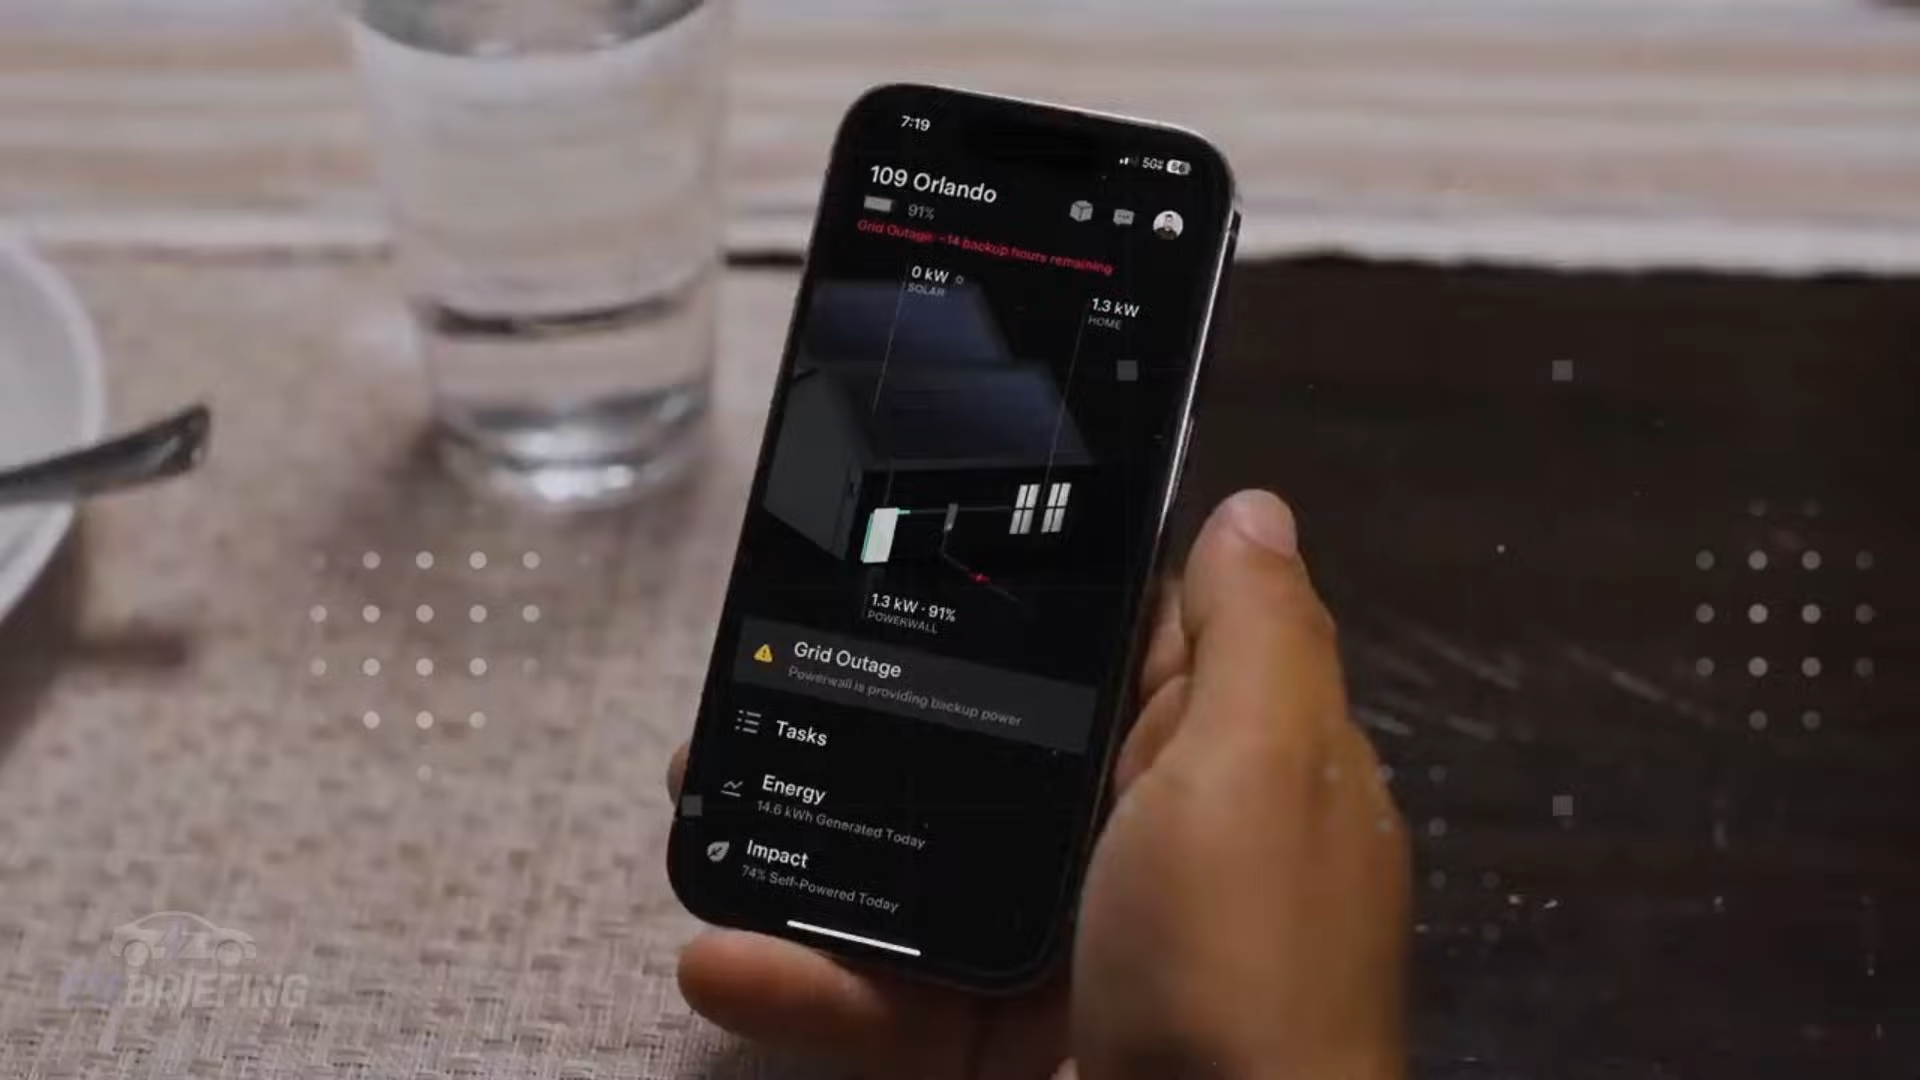 7:19
5G 66
109 Orlando
91%
Grid Outage: ~14 backup hours remaining
0 kW
SOLAR
1.3 kW
HOME
1.3 kW · 91%
POWERWALL
Grid Outage
Powerwall is providing backup power
Tasks
Energy
14.6 kWh Generated Today
Impact
74% Self-Powered Today
BRIEFING